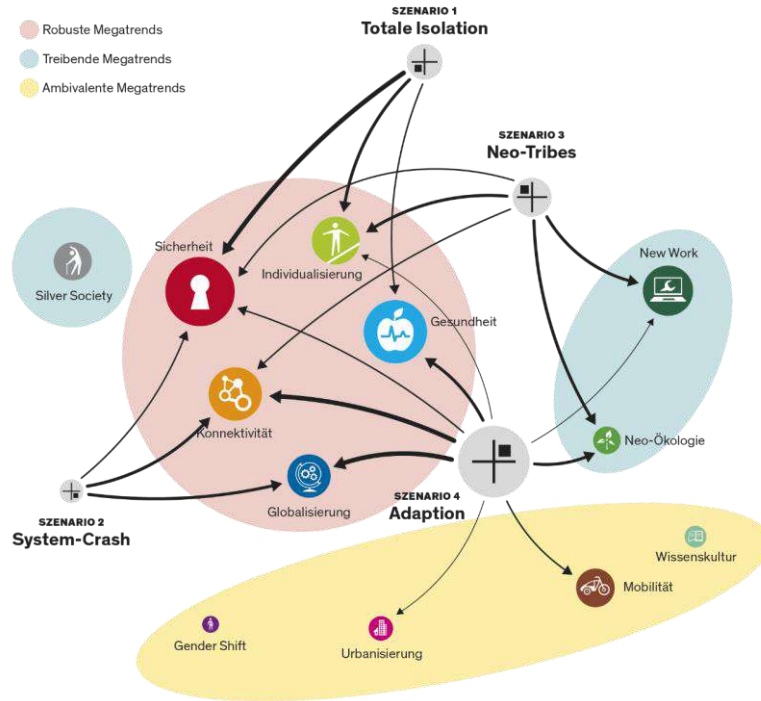 SZENARIO 1
Totale Isolation
Robuste Megatrends
Treibende Megatrends
Ambivalente Megatrends
SZENARIO 3
Neo-Tribes
Sicherheit
Individualisierung
New Work
Silver Society
Gesundheit
Konnektivität
Neo-Ökologie
SZENARIO 4
Adaption
Globalisierung
SZENARIO 2
System-Crash
Wissenskultur
Mobilität
Gender Shift
Urbanisierung